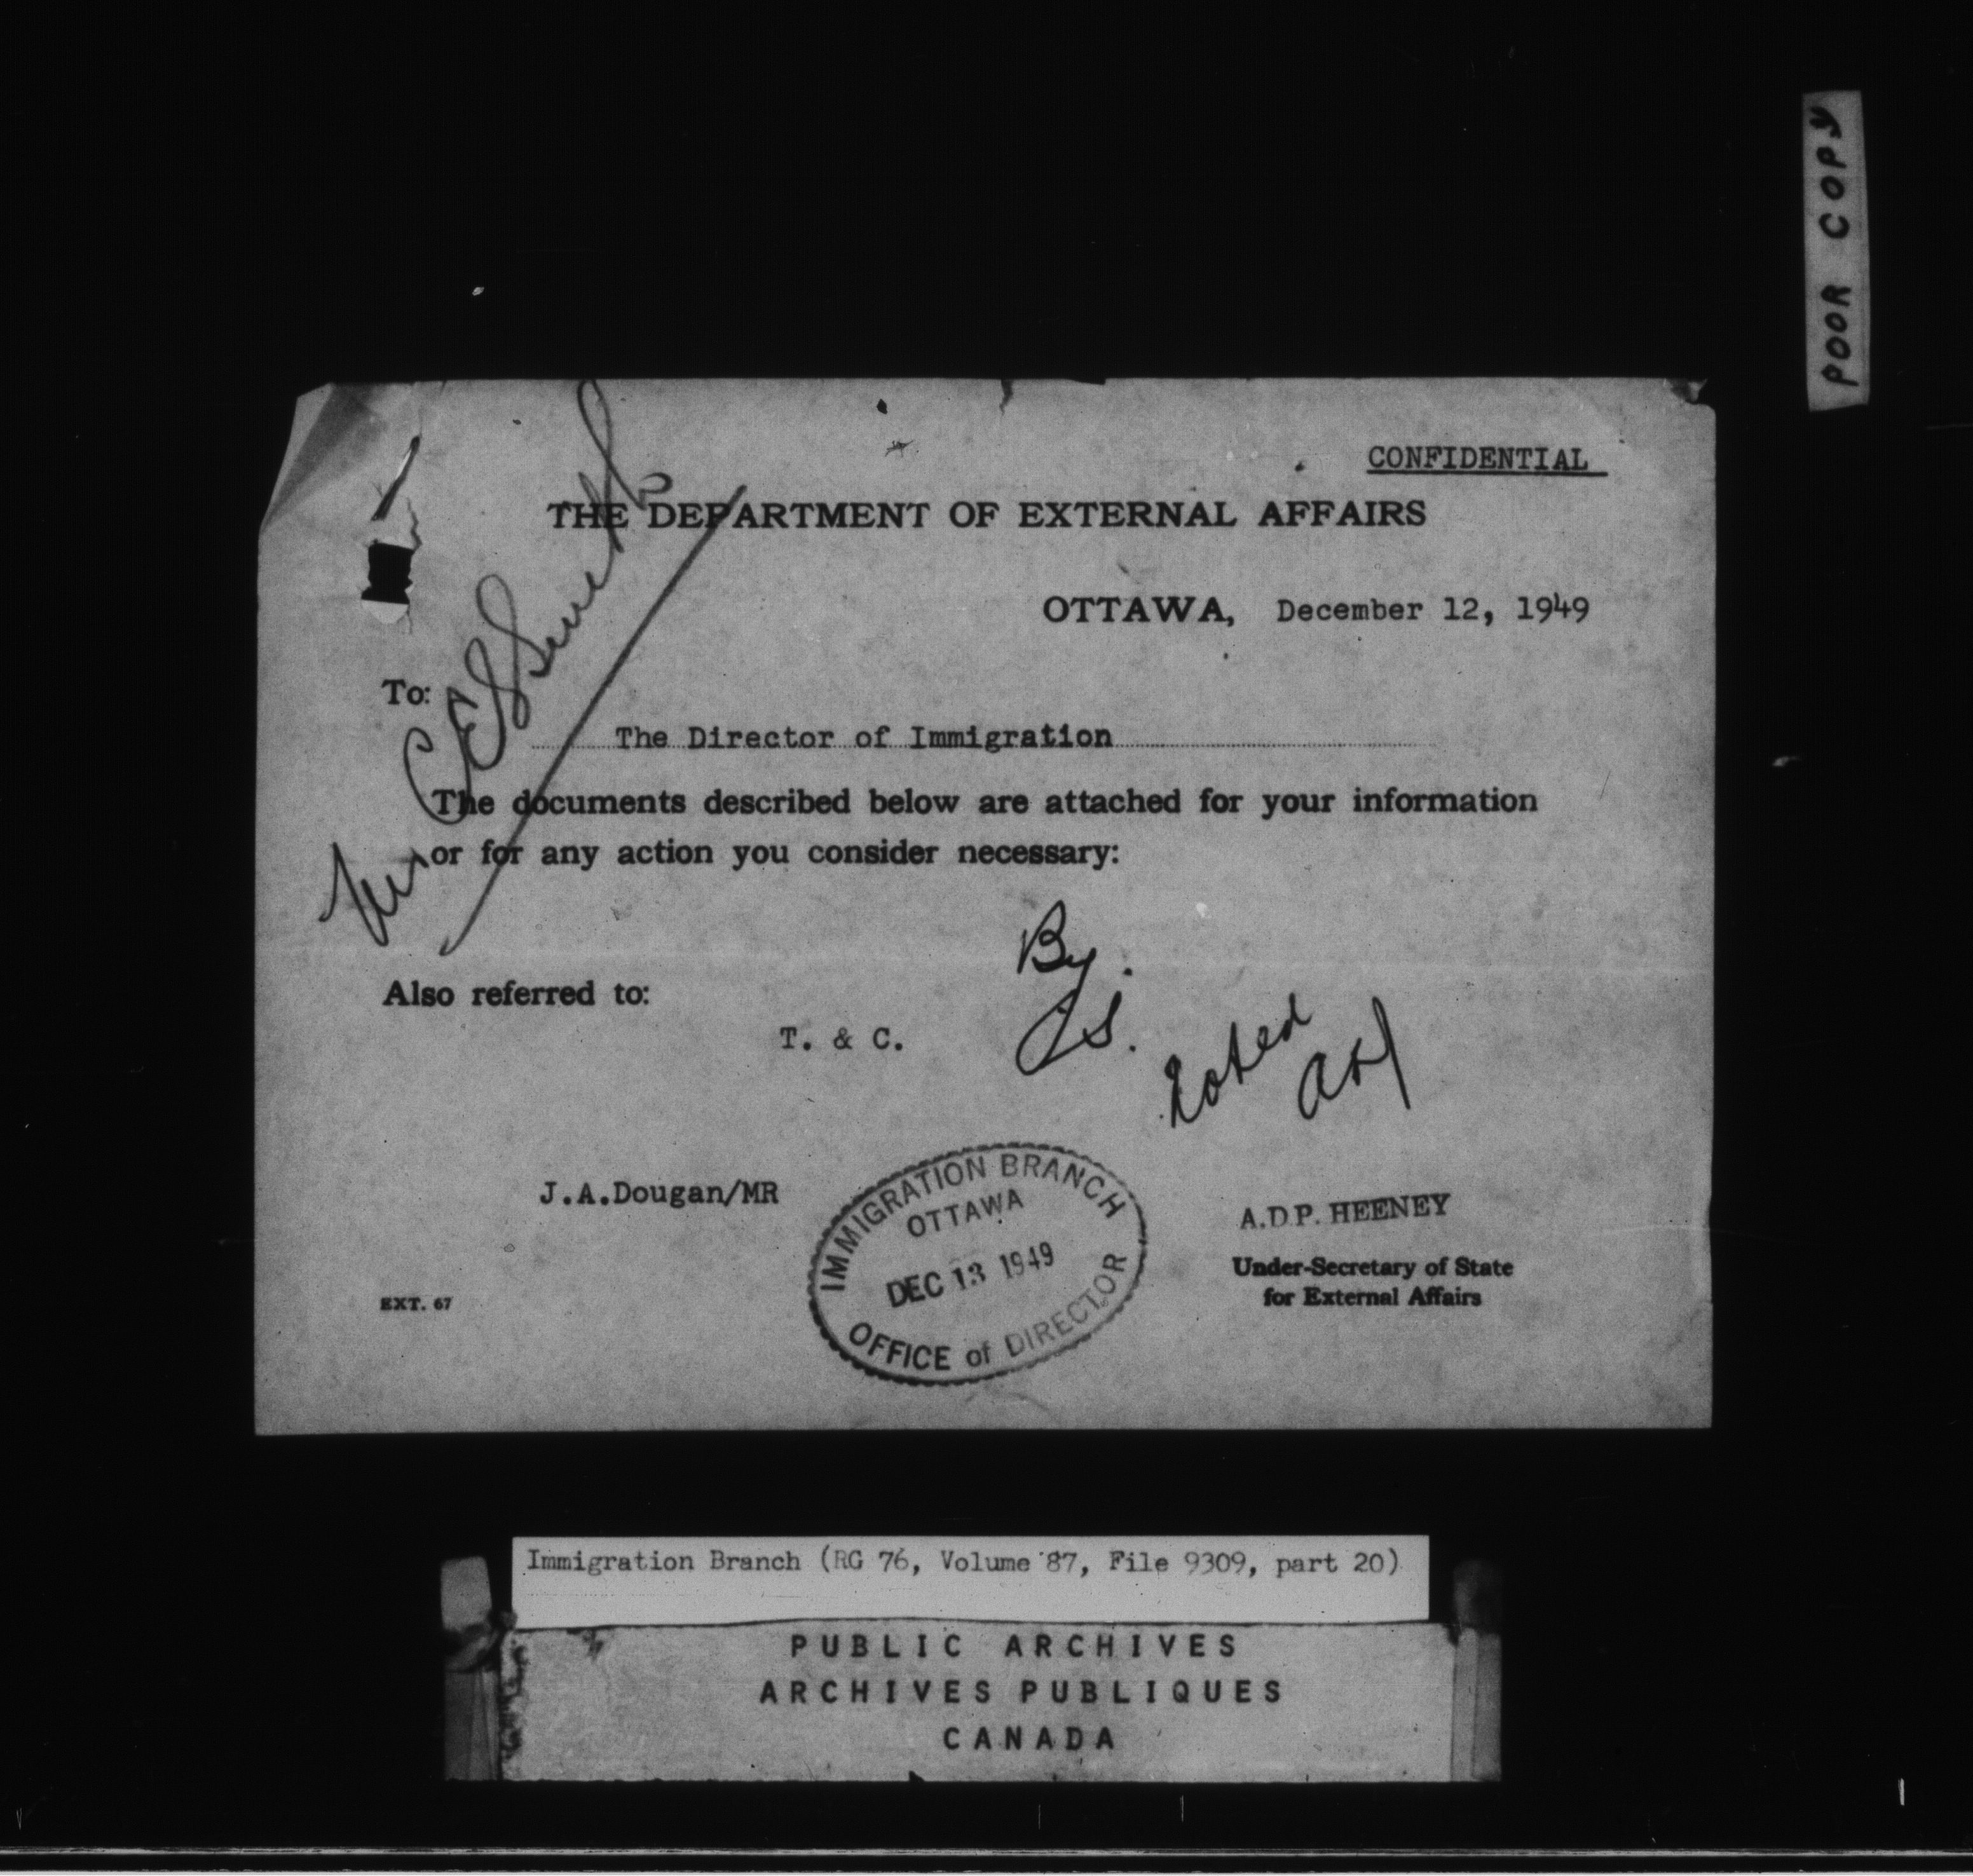 POOR COPY
CONFIDENTIAL
THE DEPARTMENT OF EXTERNAL AFFAIRS
OTTAWA, December 12, 1949
To:
The Director of Immigration
Mr C E S Smith
The documents described below are attached for your information
or for any action you consider necessary:
By.
Also referred to:
T. & C.
noted
J.A.Dougan/MR
IMMIGRATION BRANCH
OTTAWA
DEC 13 1949
OFFICE of DIRECTOR
A.D.P. HEENEY
Under-Secretary of State
for External Affairs
EXT. 67
Immigration Branch (RG 76, Volume 87, File 9309, part 20)
PUBLIC ARCHIVES
ARCHIVES PUBLIQUES
CANADA